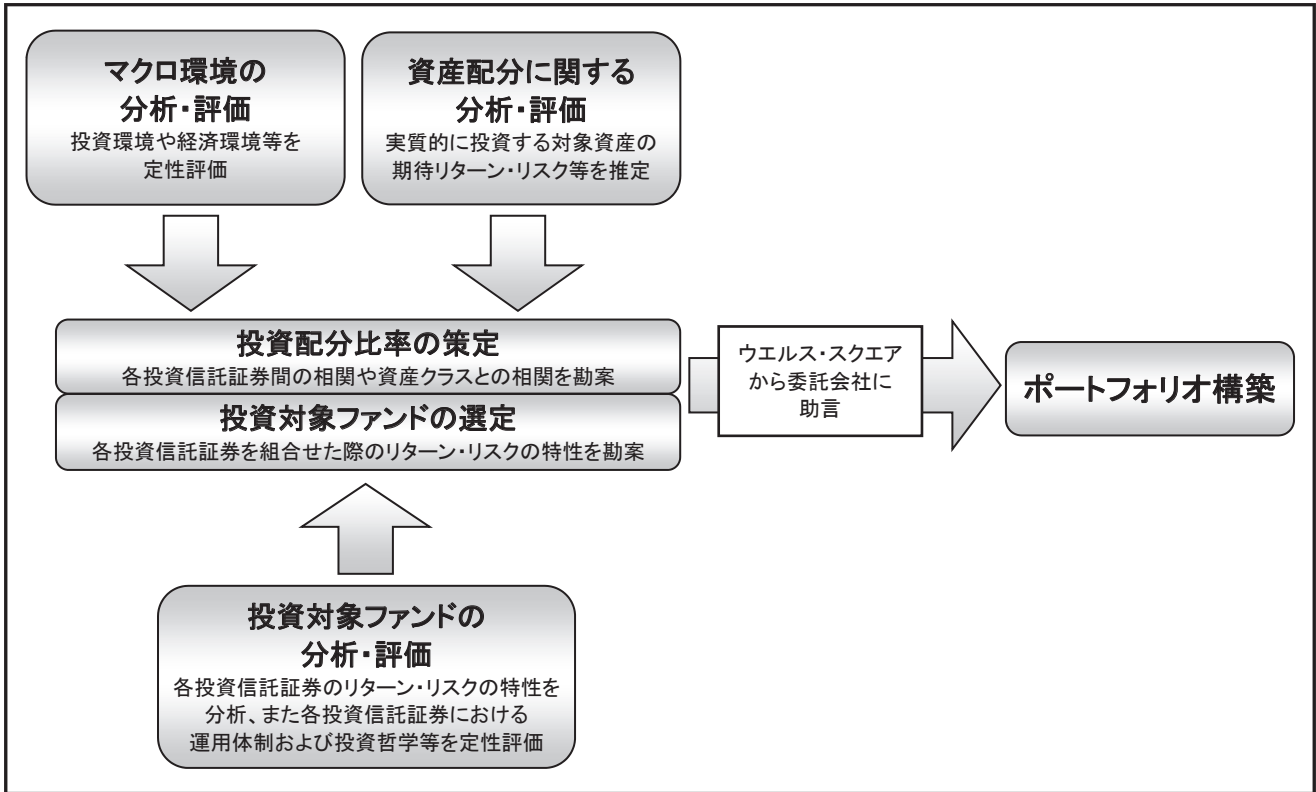 マクロ環境の
分析・評価
投資環境や経済環境等を
定性評価
資産配分に関する
分析・評価
実質的に投資する対象資産の
期待リターン・リスク等を推定
投資配分比率の策定
各投資信託証券間の相関や資産クラスとの相関を勘案
投資対象ファンドの選定
各投資信託証券を組合せた際のリターン・リスクの特性を勘案
ウエルス・スクエア
から委託会社に
助言
ポートフォリオ構築
投資対象ファンドの
分析・評価
各投資信託証券のリターン・リスクの特性を
分析、また各投資信託証券における
運用体制および投資哲学等を定性評価